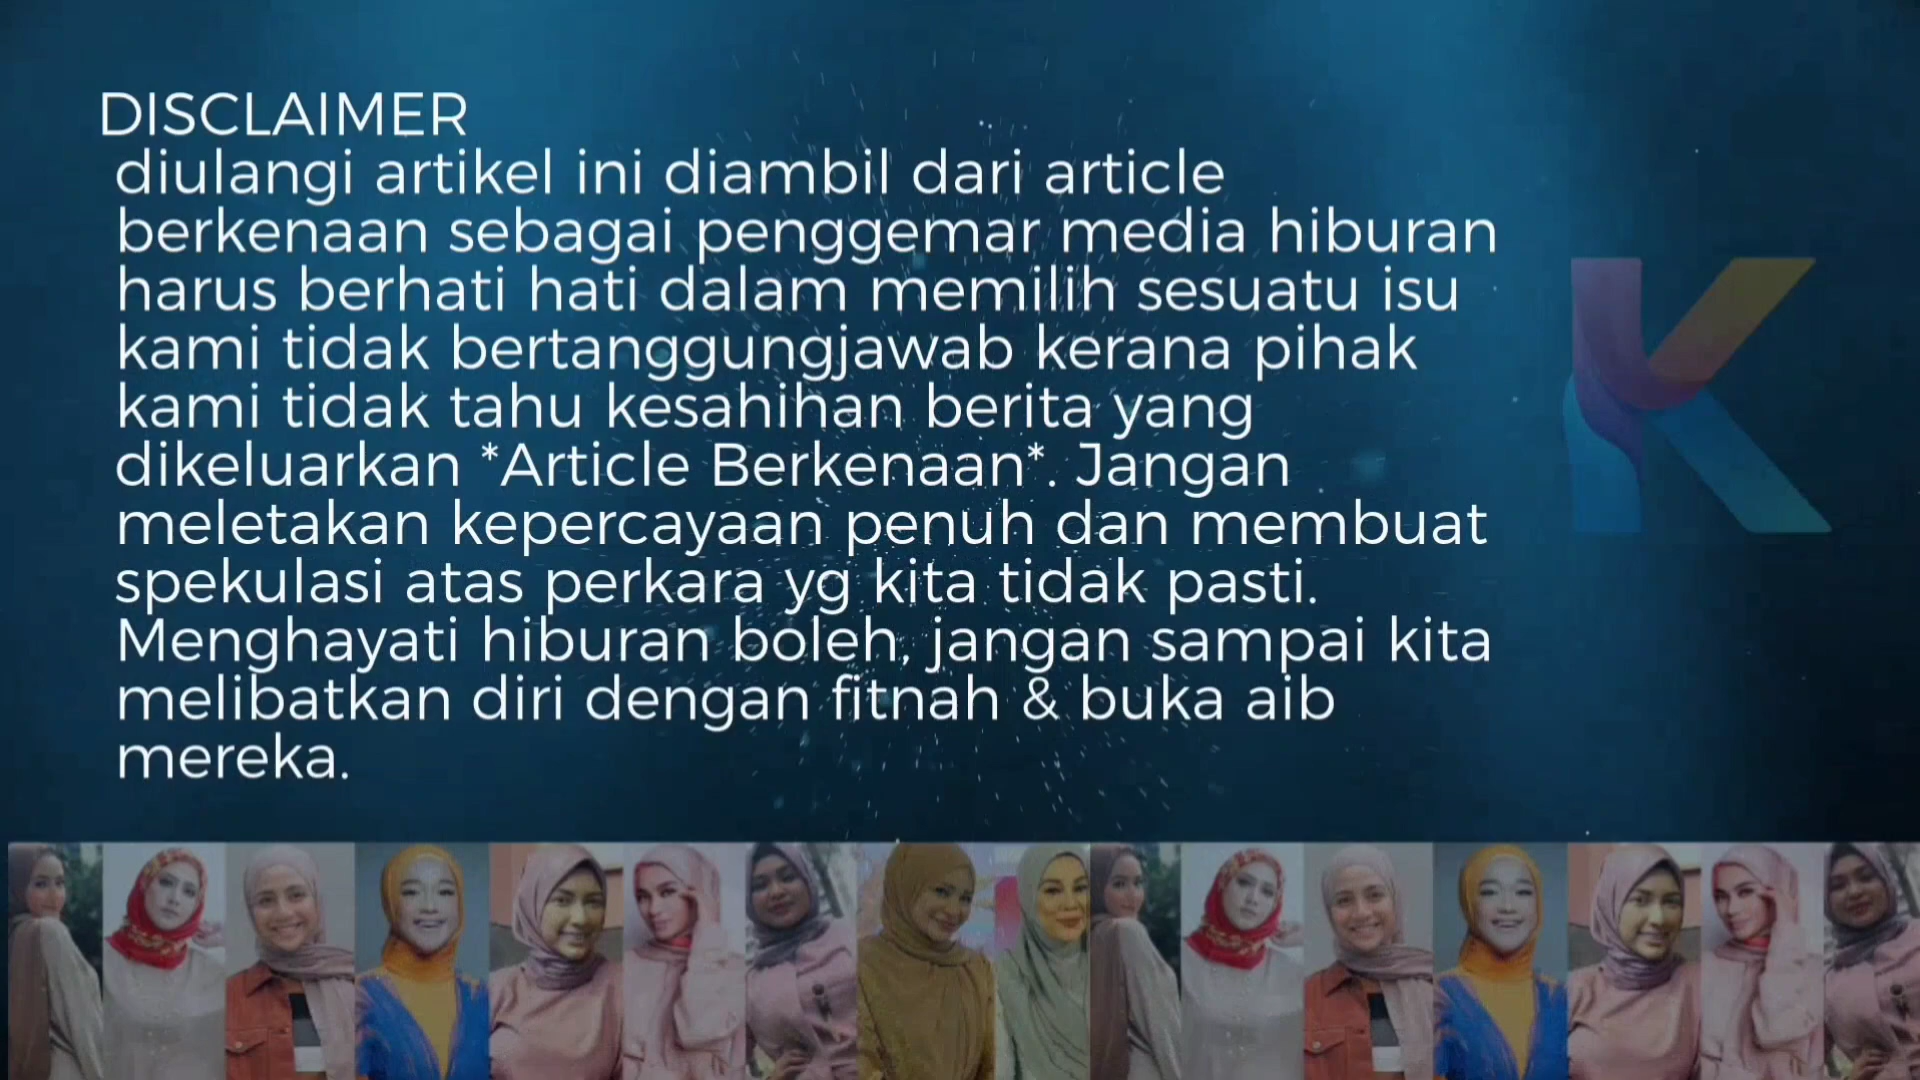 DISCLAIMER
diulangi artikel ini diambil dari article
berkenaan sebagai penggemar media hiburan
harus berhati hati dalam memilih sesuatu isu
kami tidak bertanggungjawab kerana pihak
kami tidak tahu kesahihan berita yang
dikeluarkan *Article Berkenaan*. Jangan
meletakan kepercayaan penuh dan membuat
spekulasi atas perkara yg kita tidak pasti.
Menghayati hiburan boleh, jangan sampai kita
melibatkan diri dengan fitnah & buka aib
mereka.
K